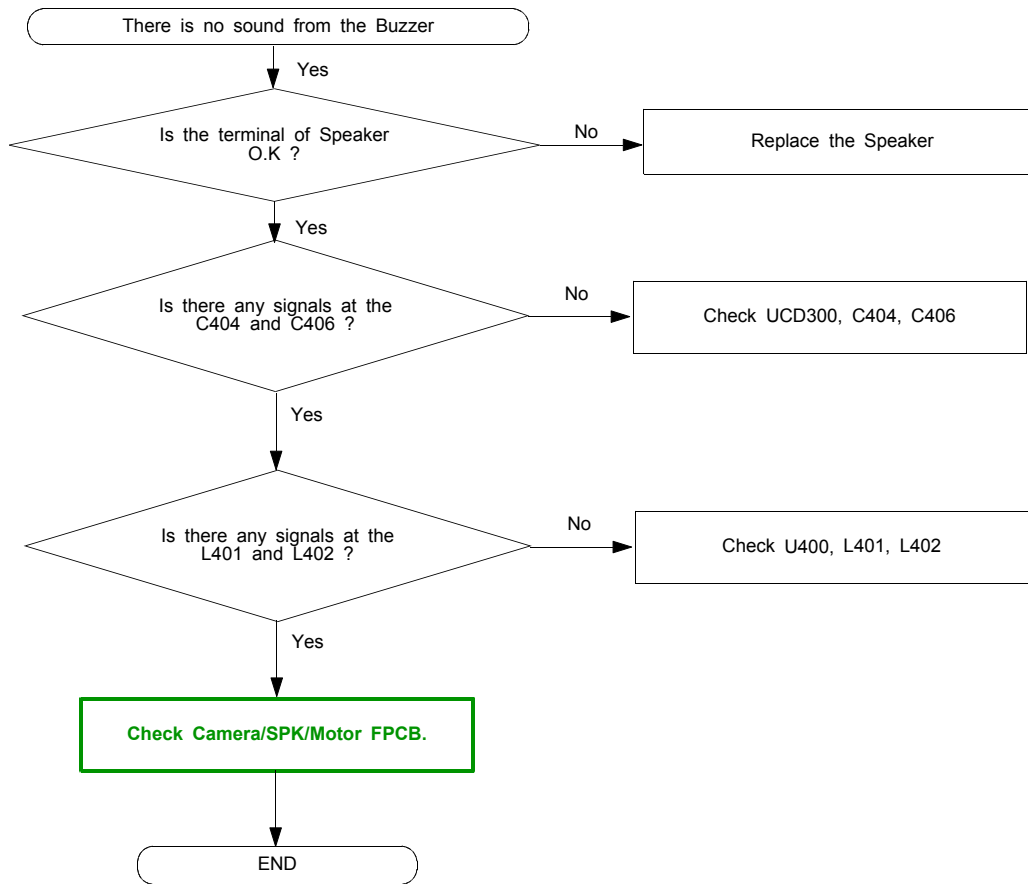 There is no sound from the Buzzer
Yes
Is the terminal of Speaker
O.K ?
No
Replace the Speaker
Yes
Is there any signals at the
C404 and C406 ?
No
Check UCD300, C404, C406
Yes
Is there any signals at the
L401 and L402 ?
No
Check U400, L401, L402
Yes
Check Camera/SPK/Motor FPCB.
END